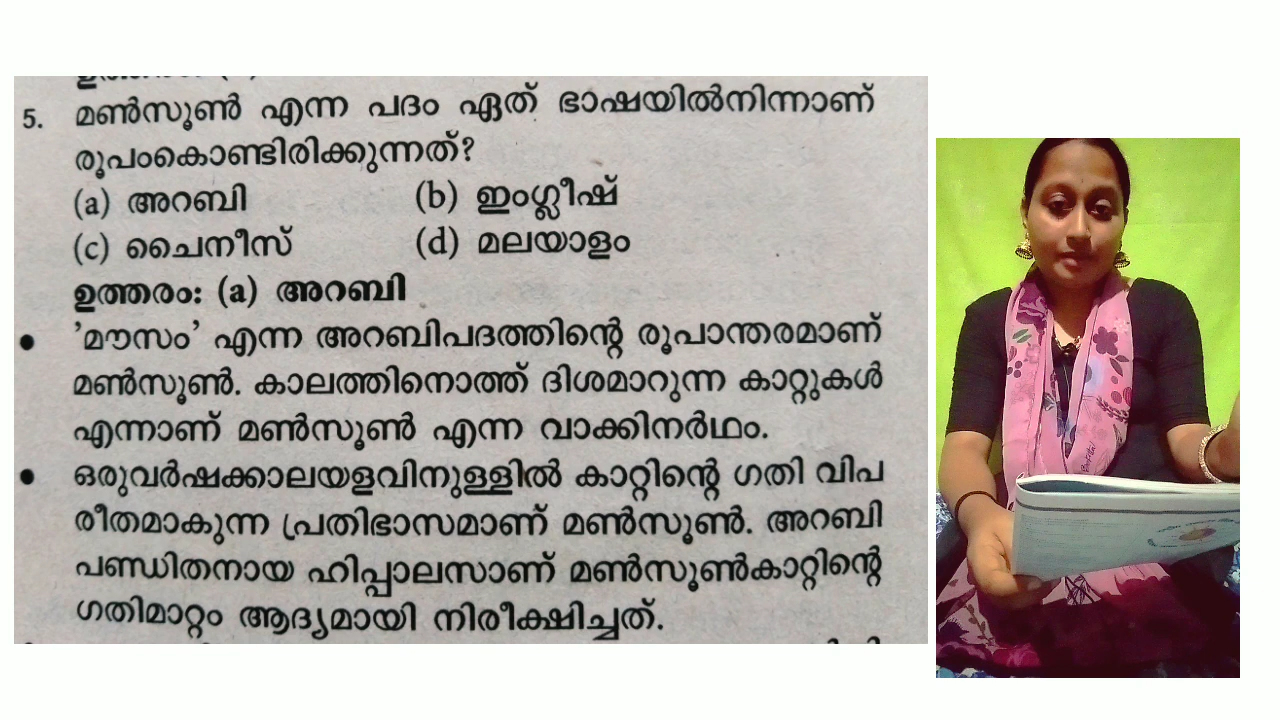 5. മൺസൂൺ എന്ന പദം ഏത് ഭാഷയിൽനിന്നാണ്
രൂപംകൊണ്ടിരിക്കുന്നത്?
(a) അറബി (b) ഇംഗ്ലീഷ്
(c) ചൈനീസ് (d) മലയാളം
ഉത്തരം: (a) അറബി
• 'മൗസം' എന്ന അറബിപദത്തിന്റെ രൂപാന്തരമാണ്
മൺസൂൺ. കാലത്തിനൊത്ത് ദിശമാറുന്ന കാറ്റുകൾ
എന്നാണ് മൺസൂൺ എന്ന വാക്കിനർഥം.
• ഒരുവർഷക്കാലയളവിനുള്ളിൽ കാറ്റിന്റെ ഗതി വിപ
രീതമാകുന്ന പ്രതിഭാസമാണ് മൺസൂൺ. അറബി
പണ്ഡിതനായ ഹിപ്പാലസാണ് മൺസൂൺകാറ്റിന്റെ
ഗതിമാറ്റം ആദ്യമായി നിരീക്ഷിച്ചത്.